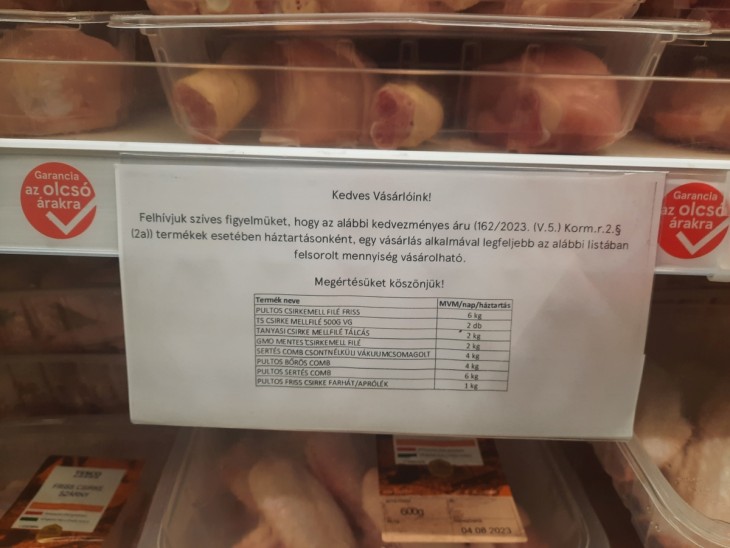 Garancia
az olcsó
árakra
Garancia
az olcsó
árakra
Kedves Vásárlóink!
Felhívjuk szíves figyelmüket, hogy az alábbi kedvezményes áru (162/2023. (V.5.) Korm.r.2.§
(2a)) termékek esetében háztartásonként, egy vásárlás alkalmával legfeljebb az alábbi listában
felsorolt mennyiség vásárolható.
Megértésüket köszönjük!
Termék neve MVM/nap/háztartás
PULTOS CSIRKEMELL FILÉ FRISS 6 kg
TS CSIRKE MELLFILÉ 500G VG 2 db
TANYASI CSIRKE MELLFILÉ TÁLCÁS 2 kg
GMO MENTES CSIRKEMELL FILÉ 2 kg
SERTÉS COMB CSONTNÉLKÜLI VÁKUUMCSOMAGOLT 4 kg
PULTOS BŐRÖS COMB 4 kg
PULTOS SERTÉS COMB 6 kg
PULTOS FRISS CSIRKE FARHÁT/APRÓLÉK 1 kg
TESCO
FRISS CSIRKE
SZÁRNY
600g
04 08 2023